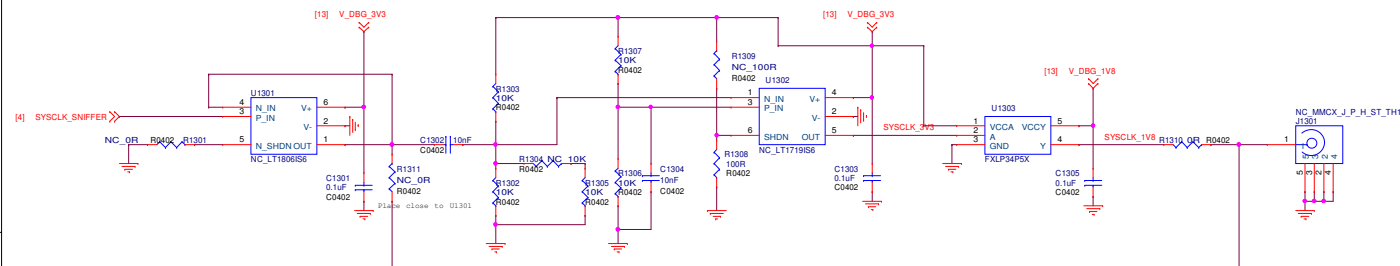 [13] V_DBG_3V3
[13] V_DBG_3V3
[13] V_DBG_1V8
[4] SYSCLK_SNIFFER
NC_0R
R0402
R1301
U1301
4 N_IN
3 P_IN
5 N_SHDN
V+ 6
V- 2
OUT 1
NC_LT1806IS6
C1301
0.1uF
C0402
R1311
NC_0R
R0402
Place close to U1301
C1302
10nF
C0402
R1303
10K
R0402
R1304 NC_10K
R0402
R1302
10K
R0402
R1305
10K
R0402
R1307
10K
R0402
R1306
10K
R0402
C1304
10nF
C0402
R1309
NC_100R
R0402
R1308
100R
R0402
U1302
1 N_IN
3 P_IN
6 SHDN
V+ 4
V- 2
OUT 5
NC_LT1719IS6
C1303
0.1uF
C0402
SYSCLK_3V3
U1303
1 VCCA
2 A
3 GND
VCCY 5
Y 4
FXLP34P5X
C1305
0.1uF
C0402
SYSCLK_1V8
R1310 0R
R0402
NC_MMCX_J_P_H_ST_TH1
J1301
1
5 3 2 4